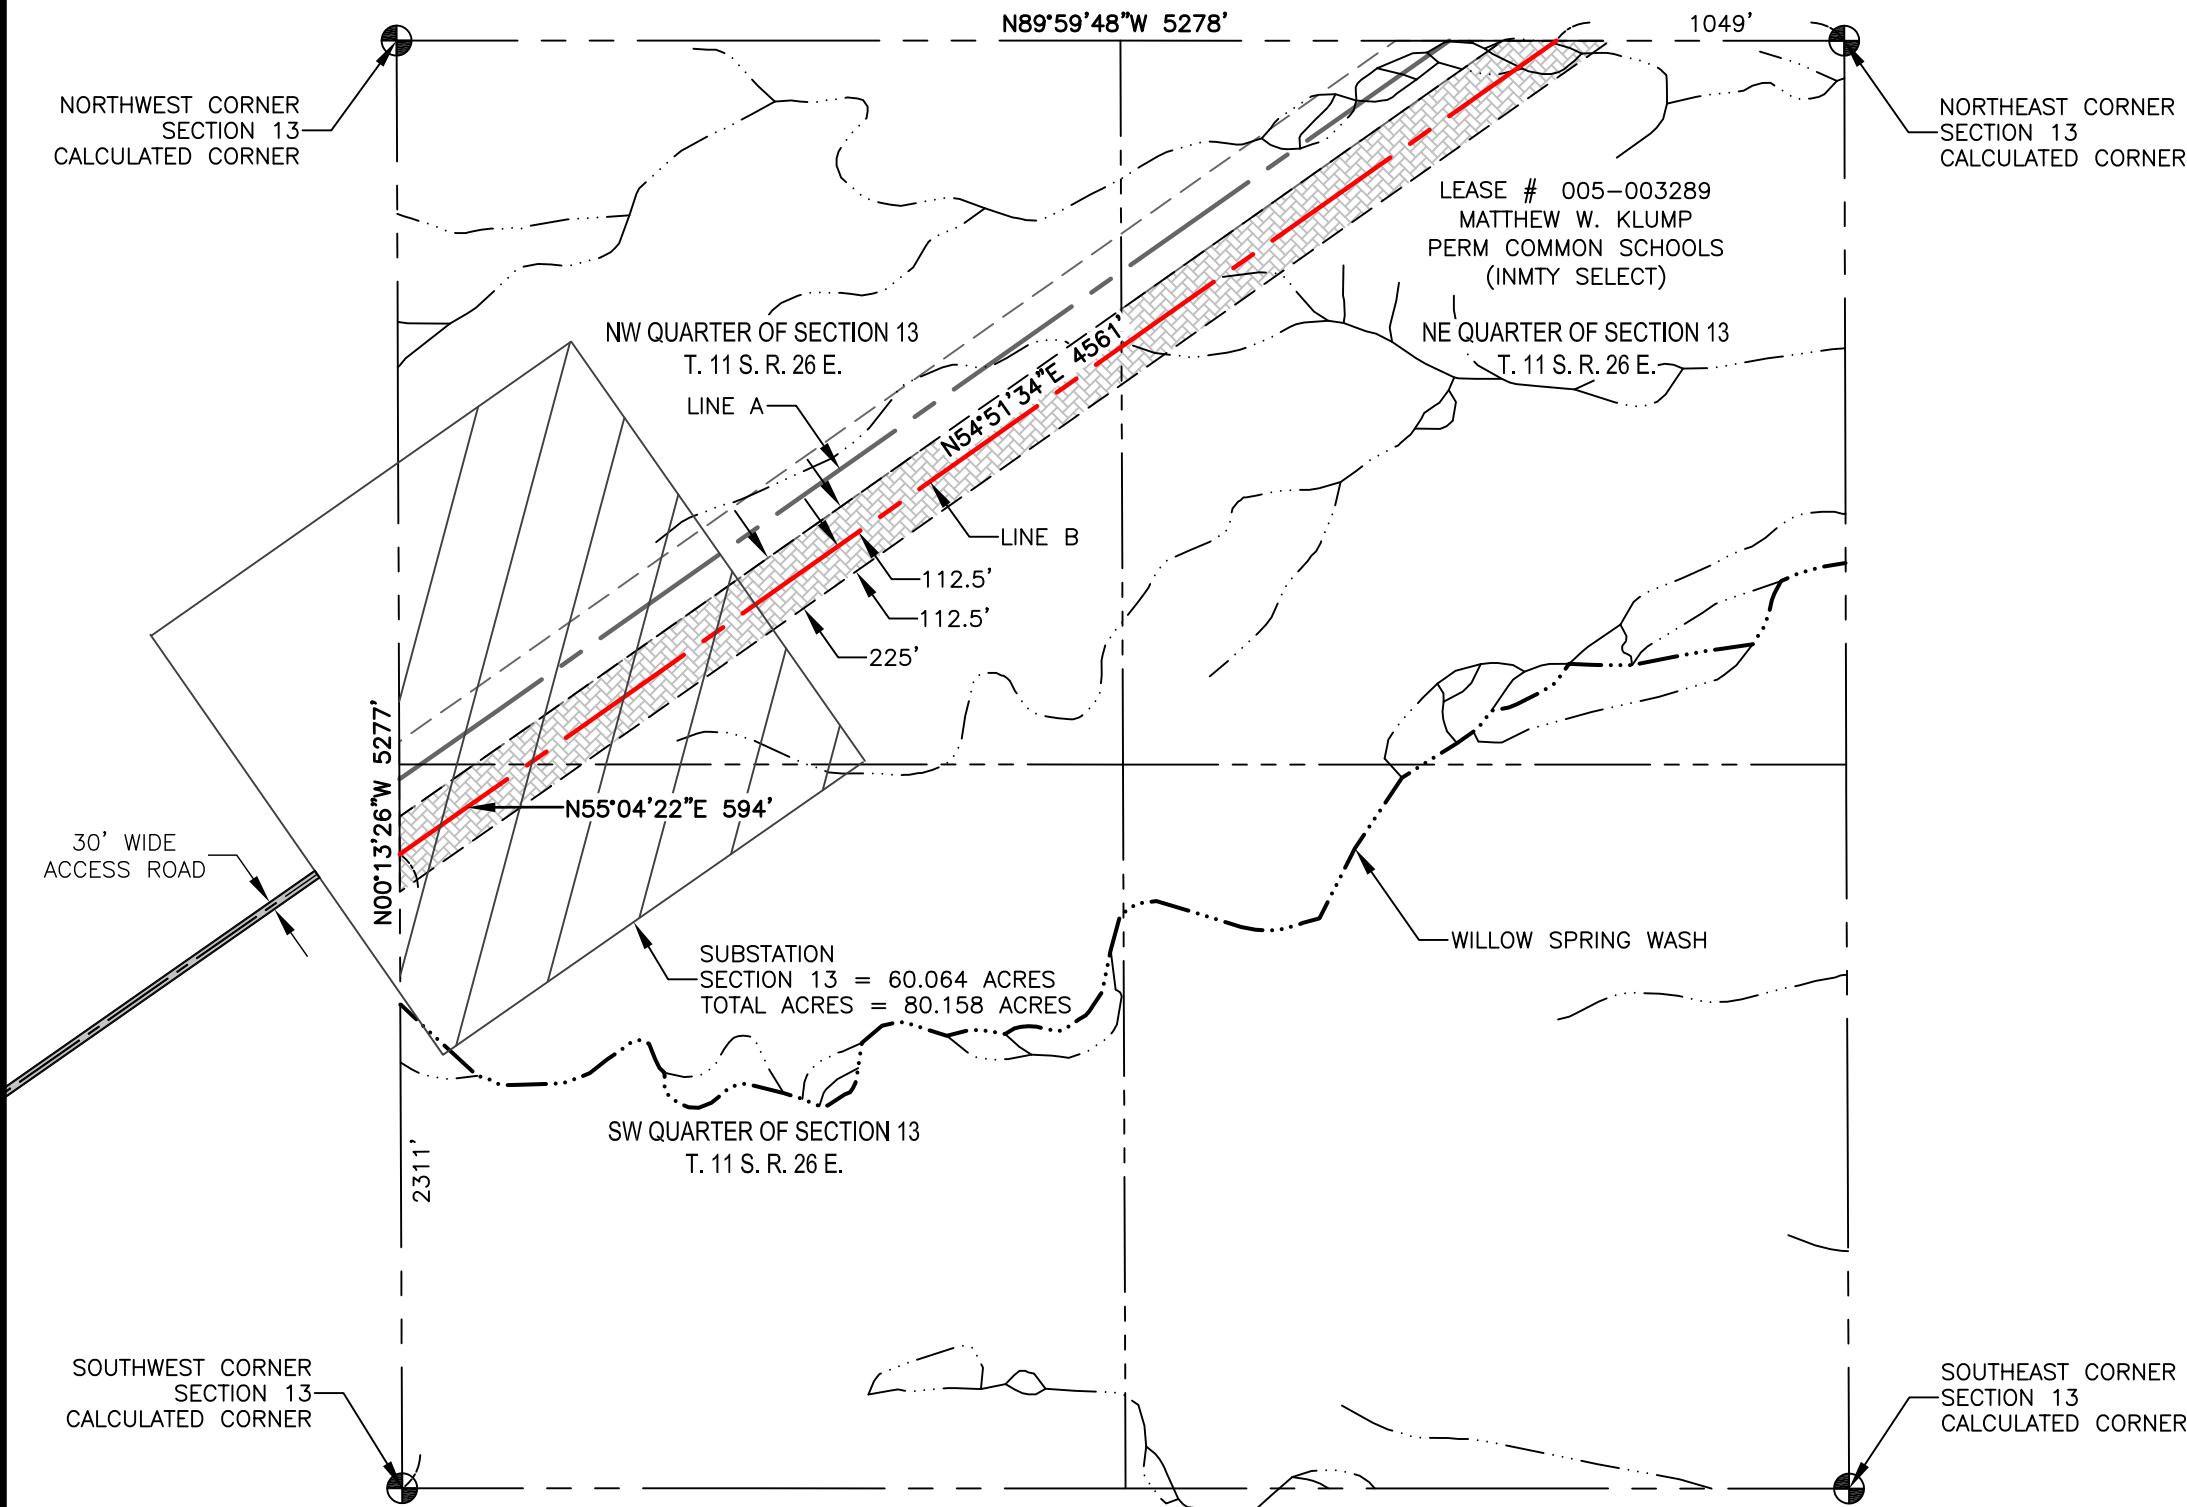 N89°59'48"W 5278'
1049'
NORTHWEST CORNER
SECTION 13
CALCULATED CORNER
NORTHEAST CORNER
SECTION 13
CALCULATED CORNER
LEASE # 005-003289
MATTHEW W. KLUMP
PERM COMMON SCHOOLS
(INMTY SELECT)
NW QUARTER OF SECTION 13
T. 11 S. R. 26 E.
NE QUARTER OF SECTION 13
T. 11 S. R. 26 E.
LINE A
N54°51'34"E 4561'
LINE B
112.5'
112.5'
225'
N00°13'26"W 5277'
N55°04'22"E 594'
30' WIDE
ACCESS ROAD
SUBSTATION
SECTION 13 = 60.064 ACRES
TOTAL ACRES = 80.158 ACRES
WILLOW SPRING WASH
SW QUARTER OF SECTION 13
T. 11 S. R. 26 E.
2311'
SOUTHWEST CORNER
SECTION 13
CALCULATED CORNER
SOUTHEAST CORNER
SECTION 13
CALCULATED CORNER